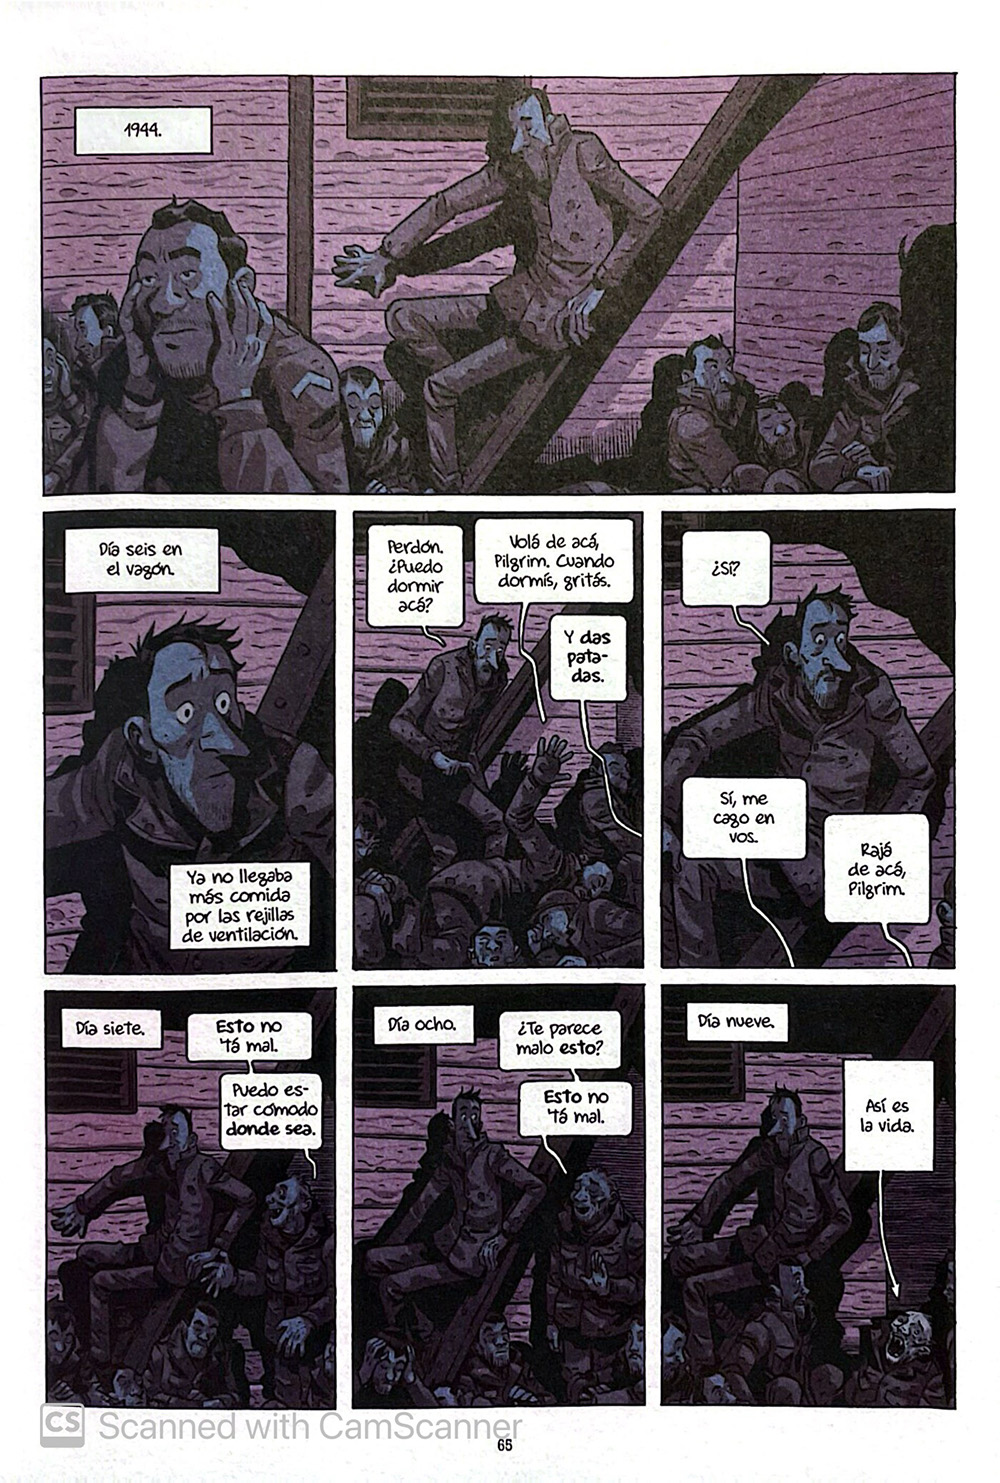 1944.
Día seis en
el vagón.
Ya no llegaba
más comida
por las rejillas
de ventilación.
Perdón.
¿Puedo
dormir
acá?
Volá de acá,
Pilgrim. Cuando
dormís, gritás.
Y das
pata-
das.
¿Sí?
Sí, me
cago en
vos.
Rajá
de acá,
Pilgrim.
Día siete.
Esto no
'tá mal.
Puedo es-
tar cómodo
donde sea.
Día ocho.
¿Te parece
malo esto?
Esto no
'tá mal.
Día nueve.
Así es
la vida.
CS Scanned with CamScanner
65